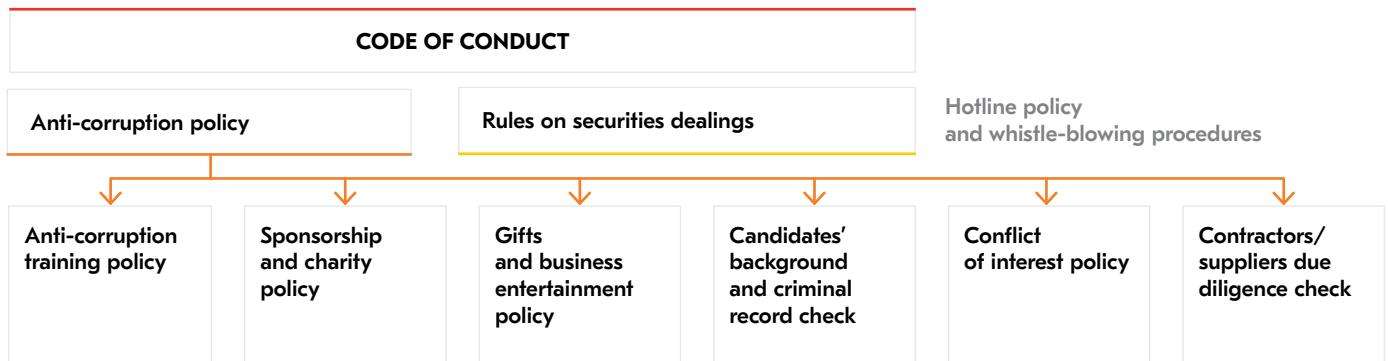 CODE OF CONDUCT
Anti-corruption policy
Rules on securities dealings
Hotline policy
and whistle-blowing procedures
Anti-corruption
training policy
Sponsorship
and charity
policy
Gifts
and business
entertainment
policy
Candidates’
background
and criminal
record check
Conflict
of interest policy
Contractors/
suppliers due
diligence check